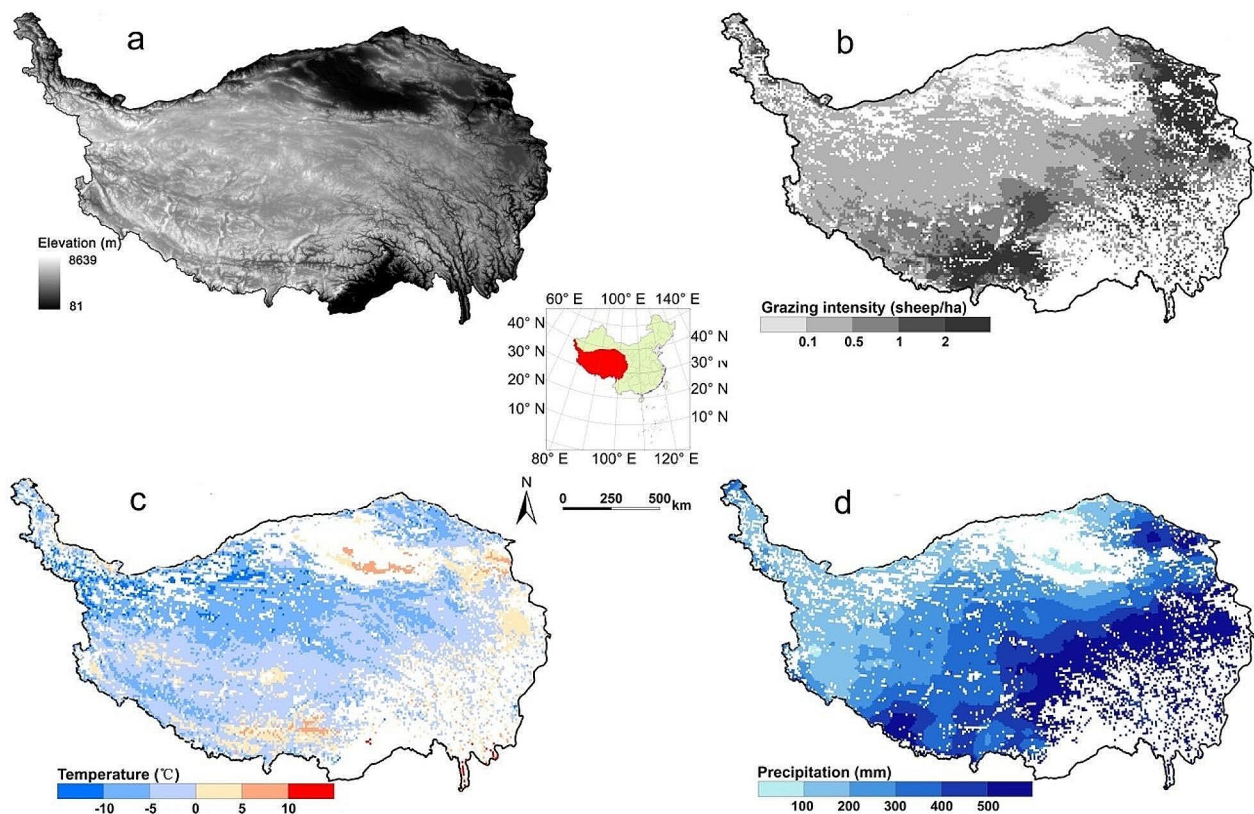 a
Elevation (m)
8639
81
b
Grazing intensity (sheep/ha)
0.1 0.5 1 2
60° E 100° E 140° E
40° N
30° N
20° N
10° N
40° N
30° N
20° N
10° N
80° E 100° E 120° E
N
0 250 500 km
c
Temperature (℃)
-10 -5 0 5 10
d
Precipitation (mm)
100 200 300 400 500